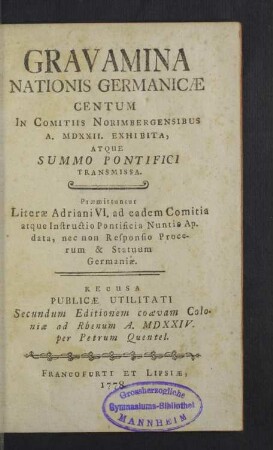 GRAVAMINA
NATIONIS GERMANICÆ
CENTUM
IN COMITIIS NORIMBERGENSIBUS
A. MDXXII. EXHIBITA,
ATQUE
SUMMO PONTIFICI
TRANSMISSA.
Præmittuntur
Literæ Adriani VI, ad eadem Comitia
atque Instructio Pontificia Nuntio Ap.
data, nec non Responsio Proce-
rum & Statuum
Germaniæ.
RECUSA
PUBLICÆ UTILITATI
Secundum Editionem coævam Colo-
niæ ad Rhenum A. MDXXIV.
per Petrum Quentel.
FRANCOFURTI ET LIPSIÆ,
1778.
Grossherzogliche
Gymnasiums-Bibliothek
MANNHEIM